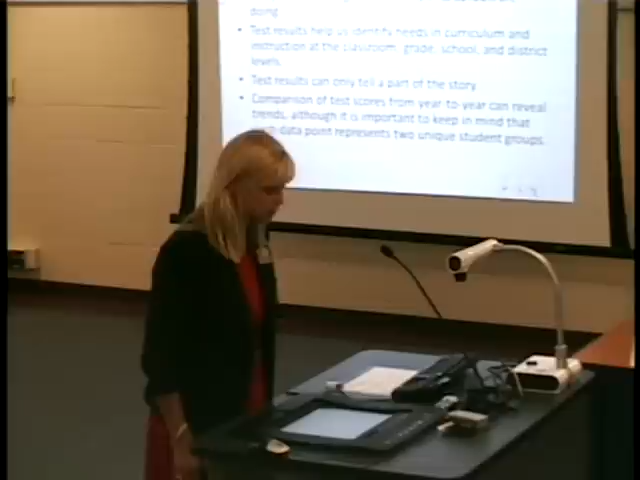 doing.
• Test results help us identify needs in curriculum and
instruction at the classroom, grade, school, and district
levels.
• Test results can only tell a part of the story.
• Comparison of test scores from year-to-year can reveal
trends, although it is important to keep in mind that
data point represents two unique student groups.